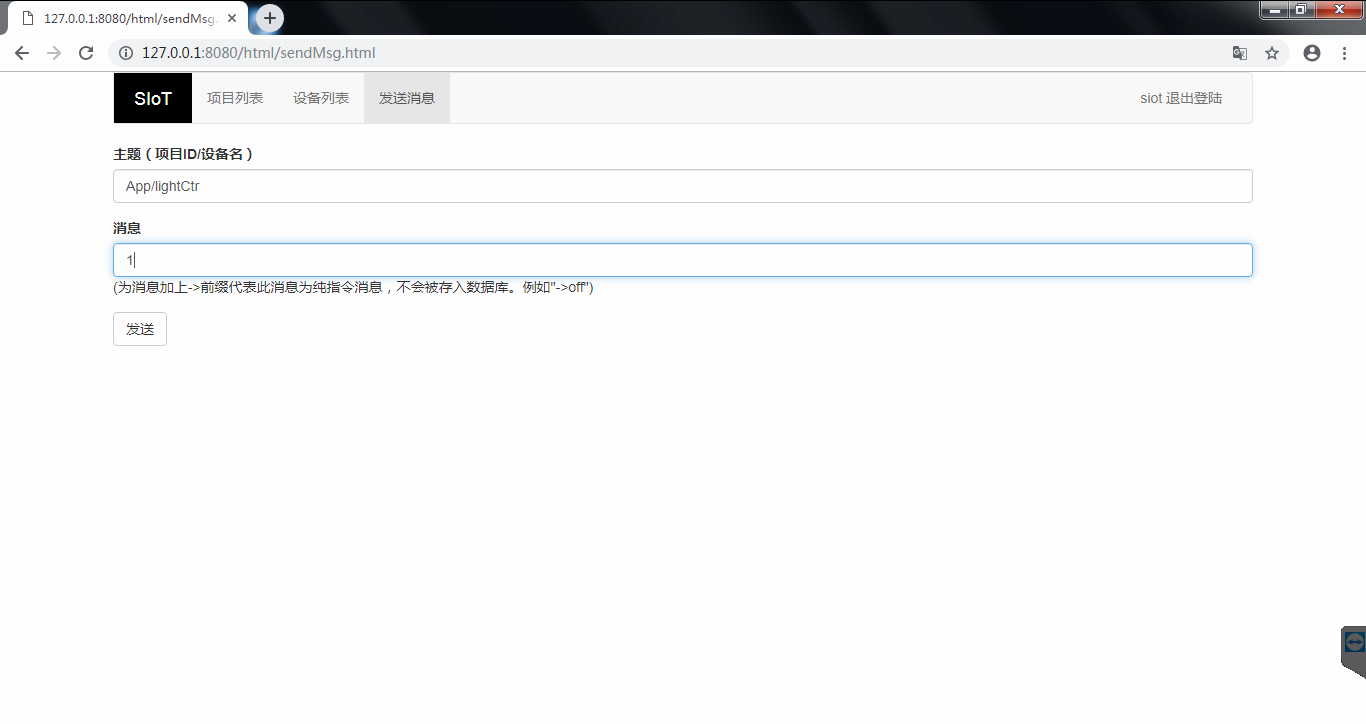 127.0.0.1:8080/html/sendMsg.
127.0.0.1:8080/html/sendMsg.html
SIoT 项目列表 设备列表 发送消息 siot 退出登陆
主题（项目ID/设备名）
App/lightCtr
消息
1
(为消息加上->前缀代表此消息为纯指令消息，不会被存入数据库。例如"->off")
发送